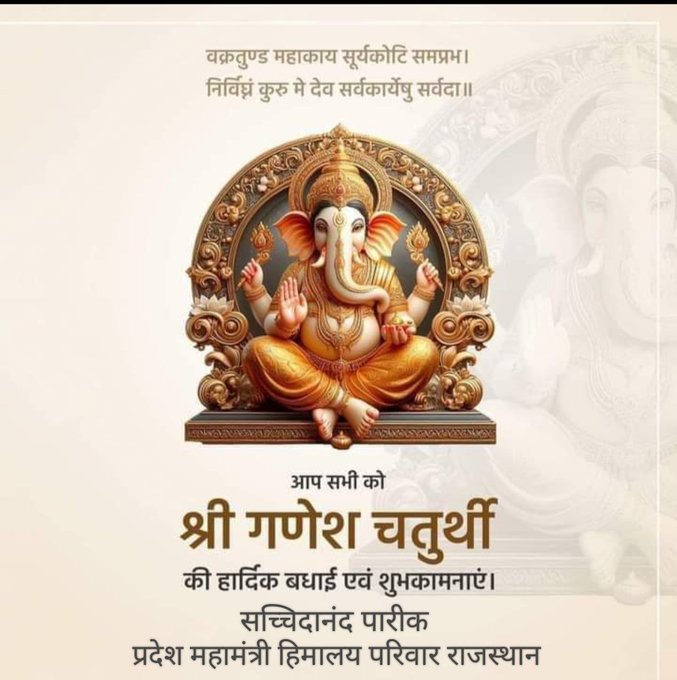 वक्रतुण्ड महाकाय सूर्यकोटि समप्रभ।
निर्विघ्नं कुरु मे देव सर्वकार्येषु सर्वदा॥
आप सभी को
श्री गणेश चतुर्थी
की हार्दिक बधाई एवं शुभकामनाएं।
सच्चिदानंद पारीक
प्रदेश महामंत्री हिमालय परिवार राजस्थान